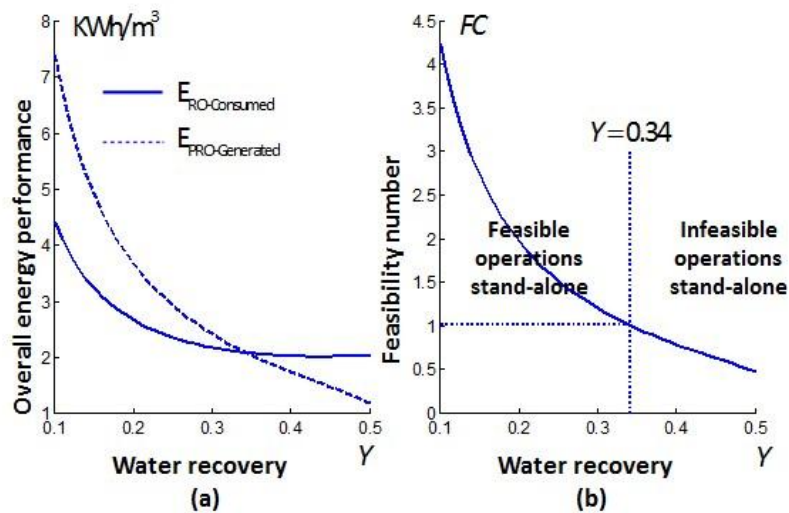 KWh/m³
8
7
6
5
4
3
2
1
E RO-Consumed
E PRO-Generated
Overall energy performance
0.1 0.2 0.3 0.4 0.5
Water recovery Y
(a)
FC
4.5
4
3.5
3
2.5
2
1.5
1
0.5
0
Y=0.34
Feasible
operations
stand-alone
Infeasible
operations
stand-alone
Feasibility number
0.1 0.2 0.3 0.4 0.5
Water recovery Y
(b)